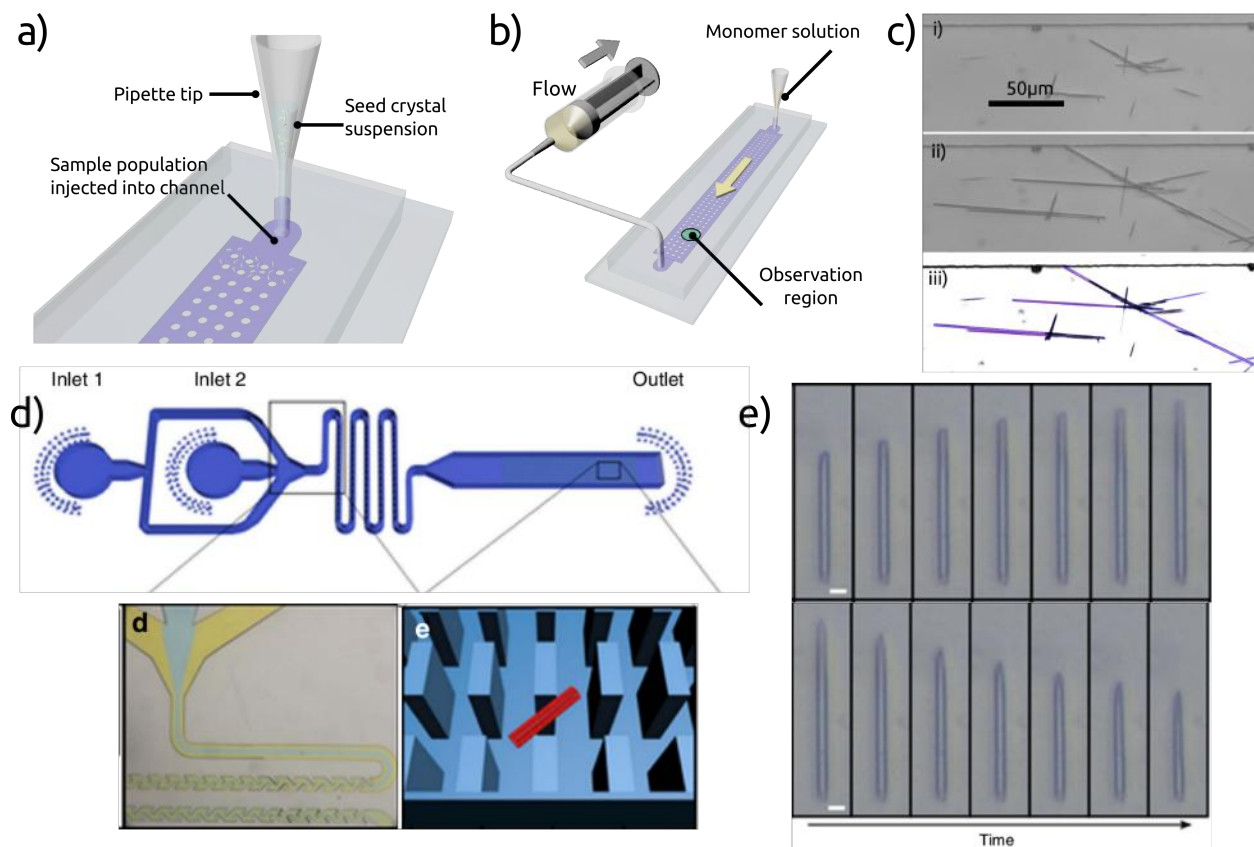 a)
Pipette tip
Seed crystal
suspension
Sample population
injected into channel
b)
Monomer solution
Flow
Observation
region
c)
i)
50µm
ii)
iii)
d)
Inlet 1
Inlet 2
Outlet
d
e
e)
Time